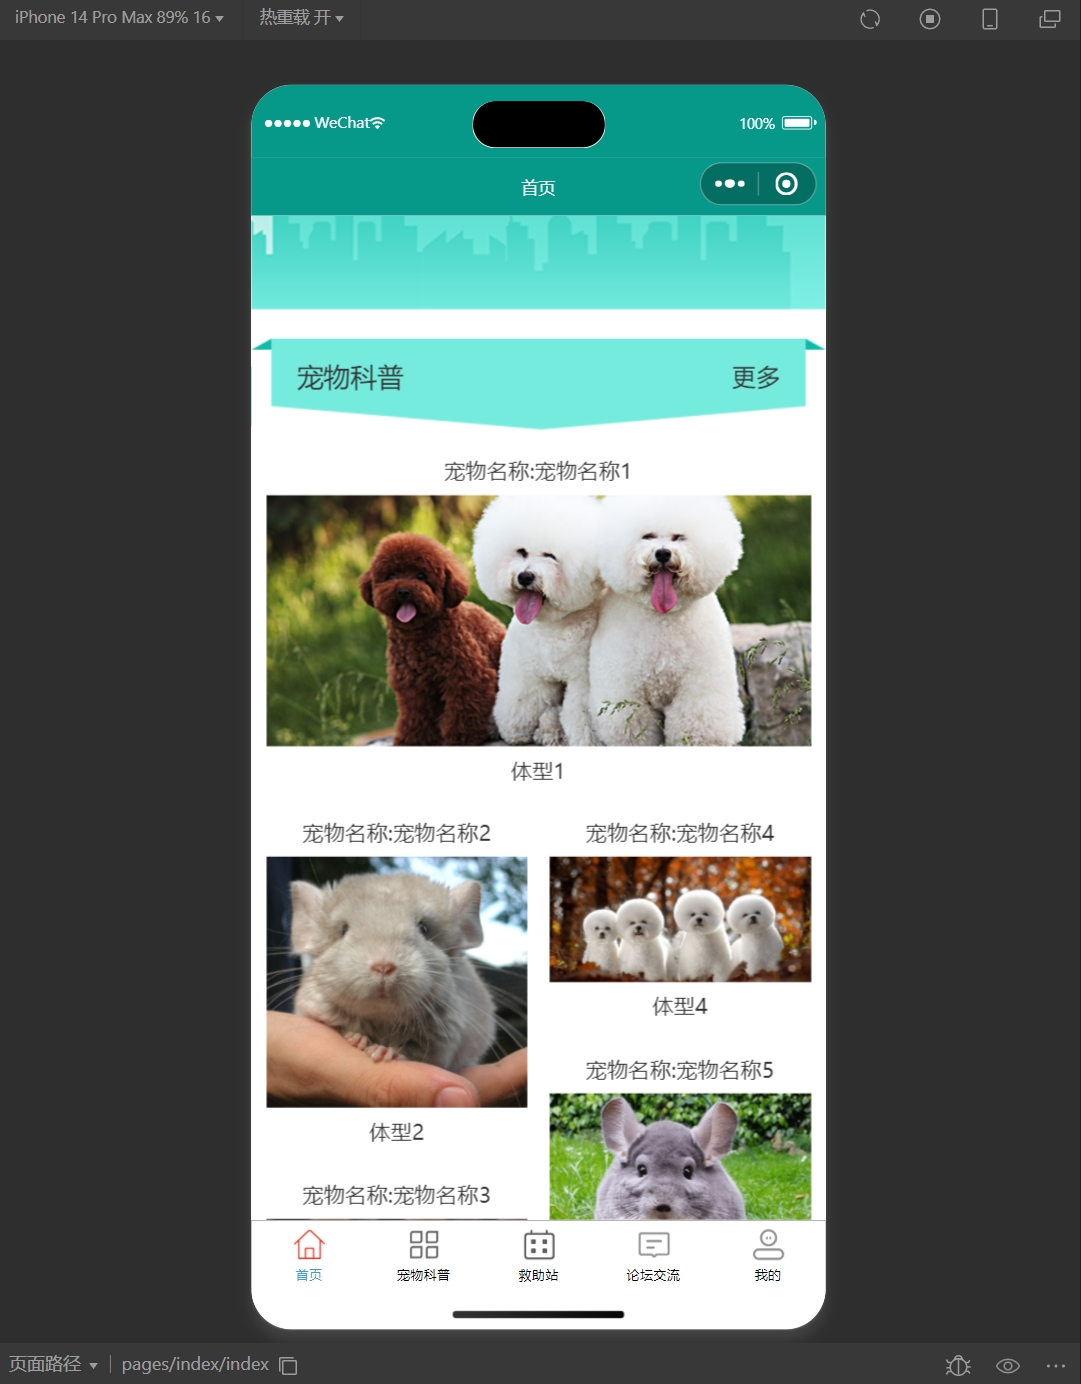 iPhone 14 Pro Max 89% 16 热重载 开
WeChat 100%
首页
宠物科普 更多
宠物名称:宠物名称1
体型1
宠物名称:宠物名称2
体型2
宠物名称:宠物名称3
宠物名称:宠物名称4
体型4
宠物名称:宠物名称5
首页 宠物科普 救助站 论坛交流 我的
页面路径 pages/index/index